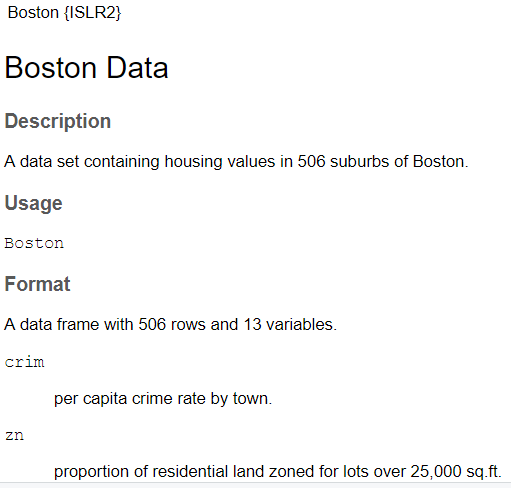 Boston {ISLR2}
Boston Data
Description
A data set containing housing values in 506 suburbs of Boston.
Usage
Boston
Format
A data frame with 506 rows and 13 variables.
crim
per capita crime rate by town.
zn
proportion of residential land zoned for lots over 25,000 sq.ft.